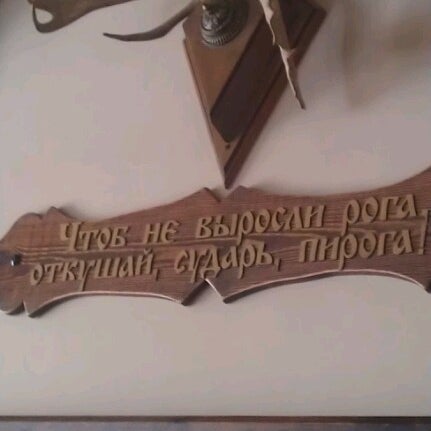 Чтоб не выросли рога,
откушай, сударь, пирога!